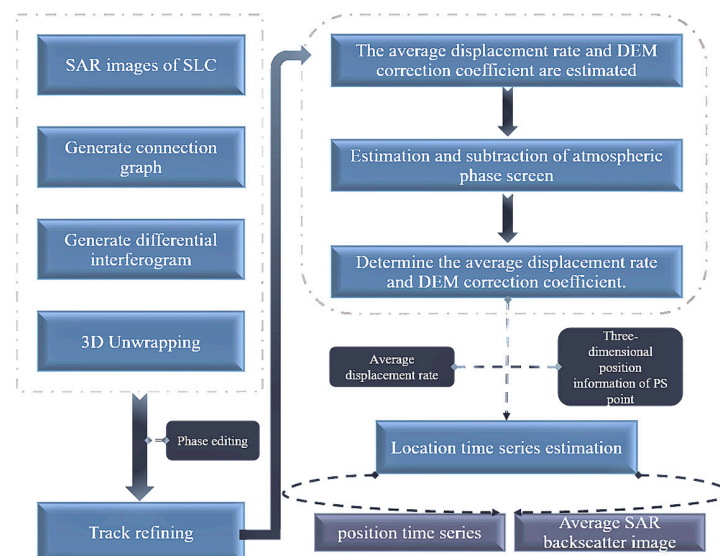 SAR images of SLC
Generate connection
graph
Generate differential
interferogram
3D Unwrapping
Phase editing
Track refining
The average displacement rate and DEM
correction coefficient are estimated
Estimation and subtraction of atmospheric
phase screen
Determine the average displacement rate
and DEM correction coefficient.
Average
displacement rate
Three-
dimensional
position
information of PS
point
Location time series estimation
position time series
Average SAR
backscatter image